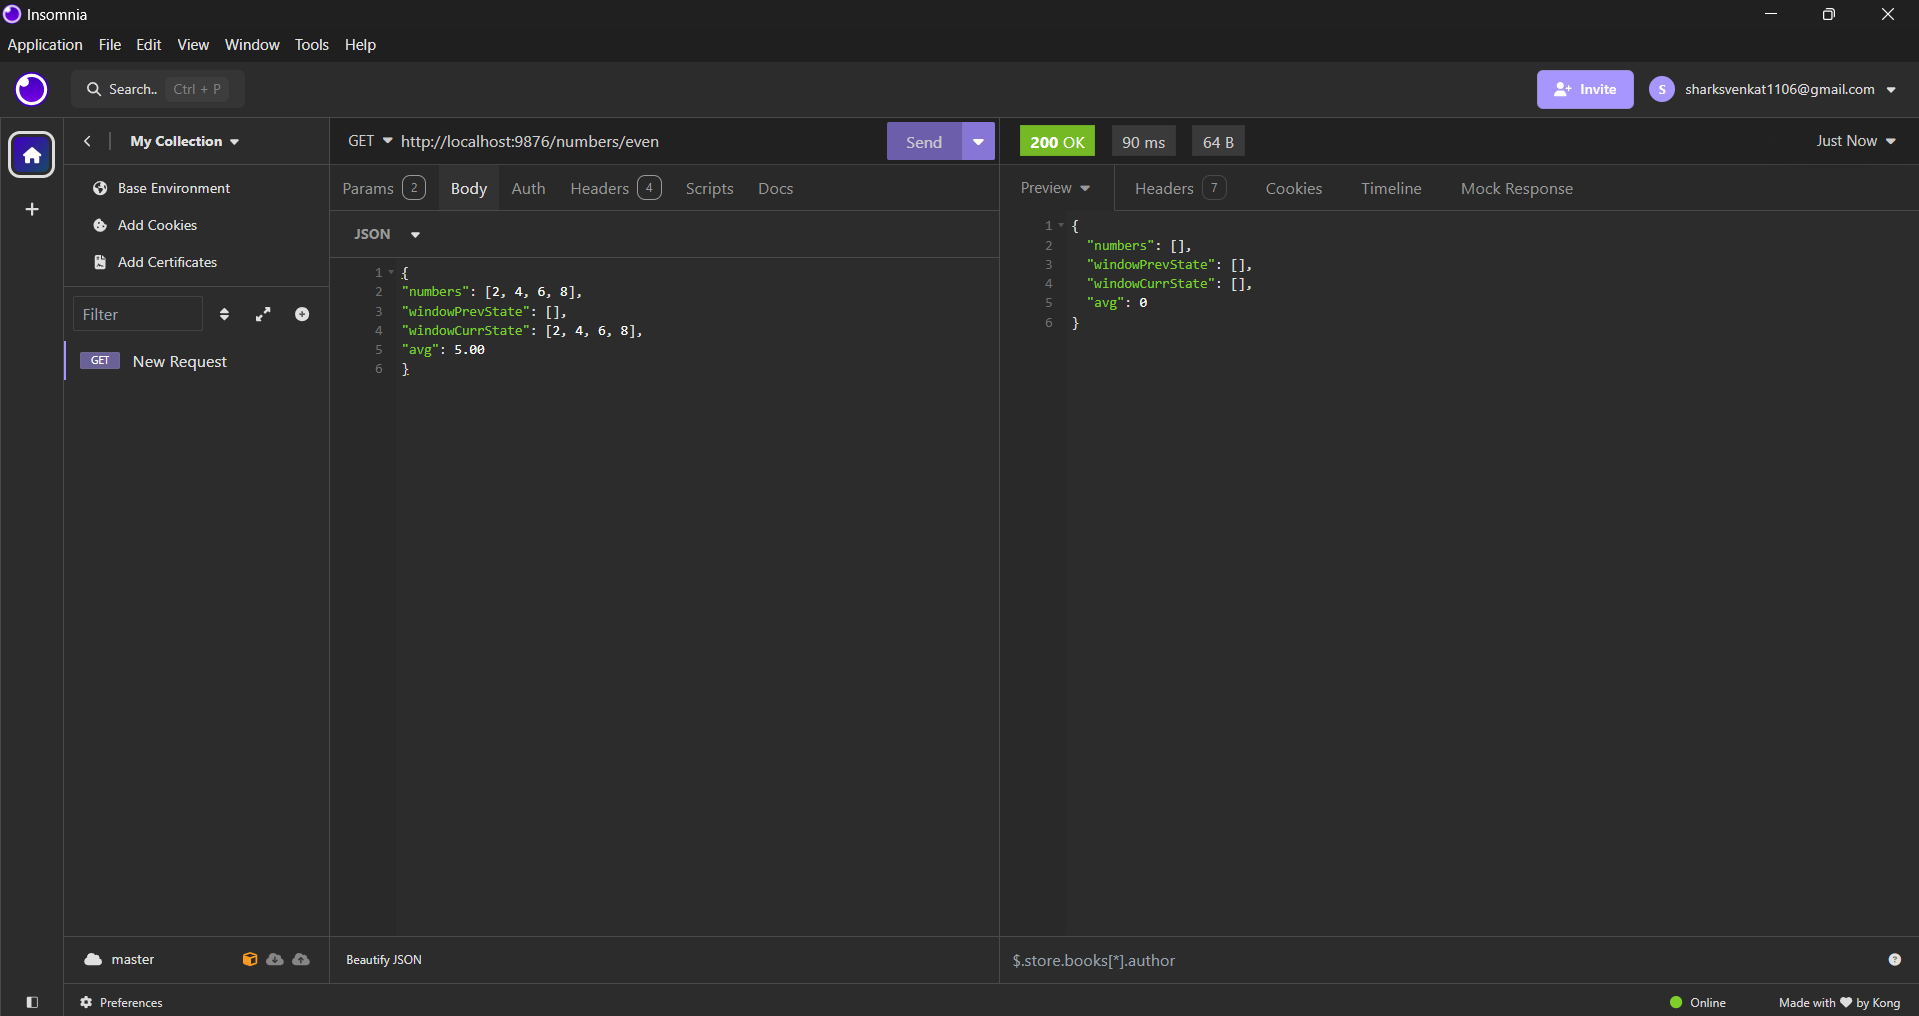 Insomnia
Application File Edit View Window Tools Help
Search.. Ctrl + P
Invite
S sharksvenkat1106@gmail.com
My Collection
GET http://localhost:9876/numbers/even
Send
200 OK 90 ms 64 B
Just Now
Base Environment
Add Cookies
Add Certificates
Filter
GET New Request
Params 2 Body Auth Headers 4 Scripts Docs
JSON
1 {
2 "numbers": [2, 4, 6, 8],
3 "windowPrevState": [],
4 "windowCurrState": [2, 4, 6, 8],
5 "avg": 5.00
6 }
Preview Headers 7 Cookies Timeline Mock Response
1 {
2 "numbers": [],
3 "windowPrevState": [],
4 "windowCurrState": [],
5 "avg": 0
6 }
master
Beautify JSON
$.store.books[*].author
?
Preferences
Online
Made with ♥ by Kong